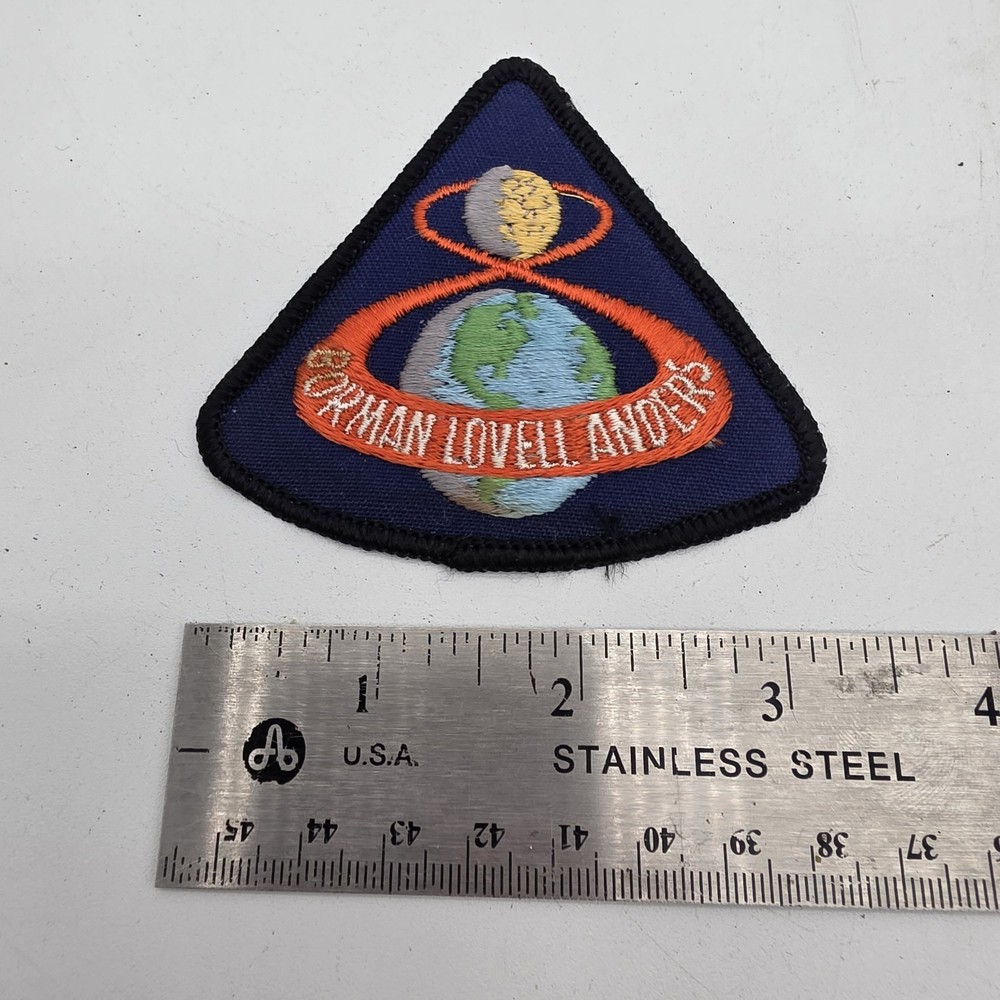 BORMAN LOVELL ANDERS
1 2 3 4
U.S.A. STAINLESS STEEL
45 44 43 42 41 40 39 38 37